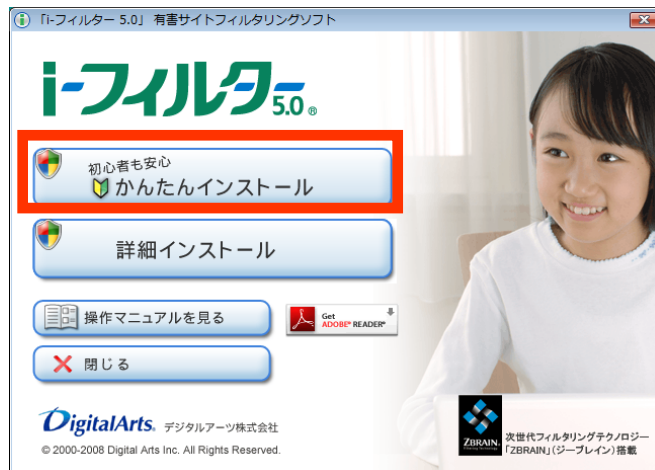 「i-フィルター 5.0」 有害サイトフィルタリングソフト
i-フィルター5.0®
初心者も安心
かんたんインストール
詳細インストール
操作マニュアルを見る
Get
ADOBE® READER®
閉じる
DigitalArts® デジタルアーツ株式会社
© 2000-2008 Digital Arts Inc. All Rights Reserved.
ZBRAIN
次世代フィルタリングテクノロジー
「ZBRAIN」(ジーブレイン)搭載